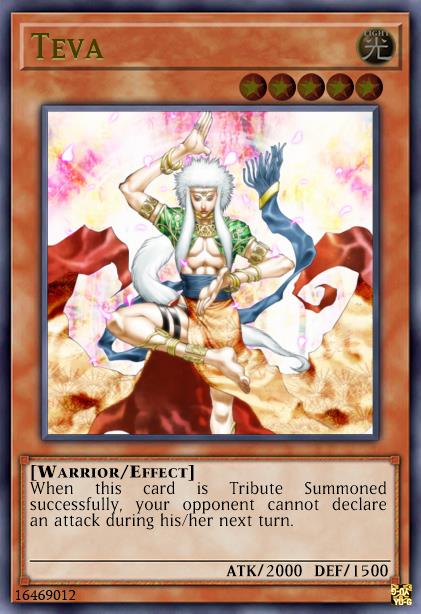 Teva
LIGHT
光
[Warrior/Effect]
When this card is Tribute Summoned
successfully, your opponent cannot declare
an attack during his/her next turn.
ATK/2000 DEF/1500
16469012